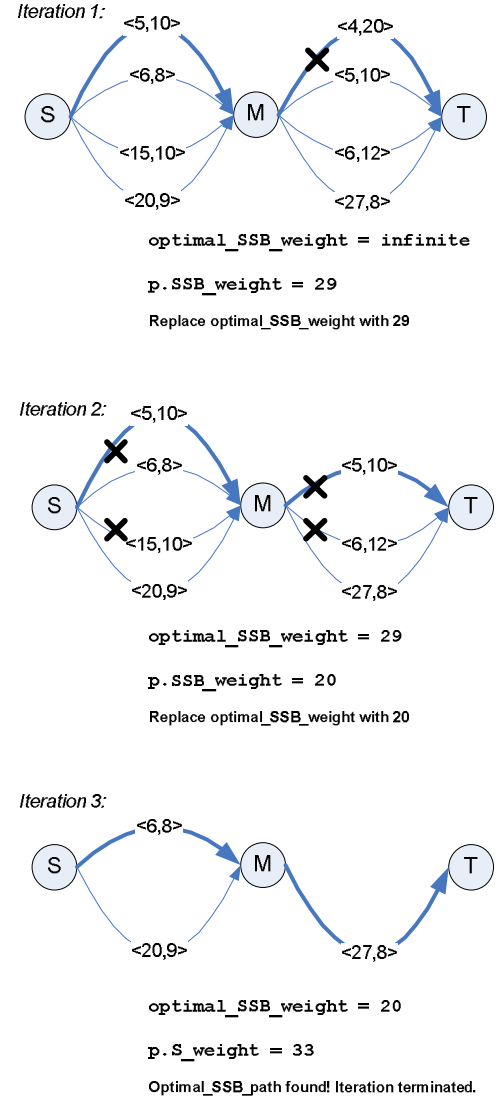 Iteration 1:
<5,10>
<4,20>
<6,8>
<5,10>
S
M
T
<15,10>
<6,12>
<20,9>
<27,8>
optimal_SSB_weight = infinite
p.SSB_weight = 29
Replace optimal_SSB_weight with 29
Iteration 2:
<5,10>
<6,8>
<5,10>
S
M
T
<15,10>
<6,12>
<20,9>
<27,8>
optimal_SSB_weight = 29
p.SSB_weight = 20
Replace optimal_SSB_weight with 20
Iteration 3:
<6,8>
S
M
T
<20,9>
<27,8>
optimal_SSB_weight = 20
p.S_weight = 33
Optimal_SSB_path found! Iteration terminated.